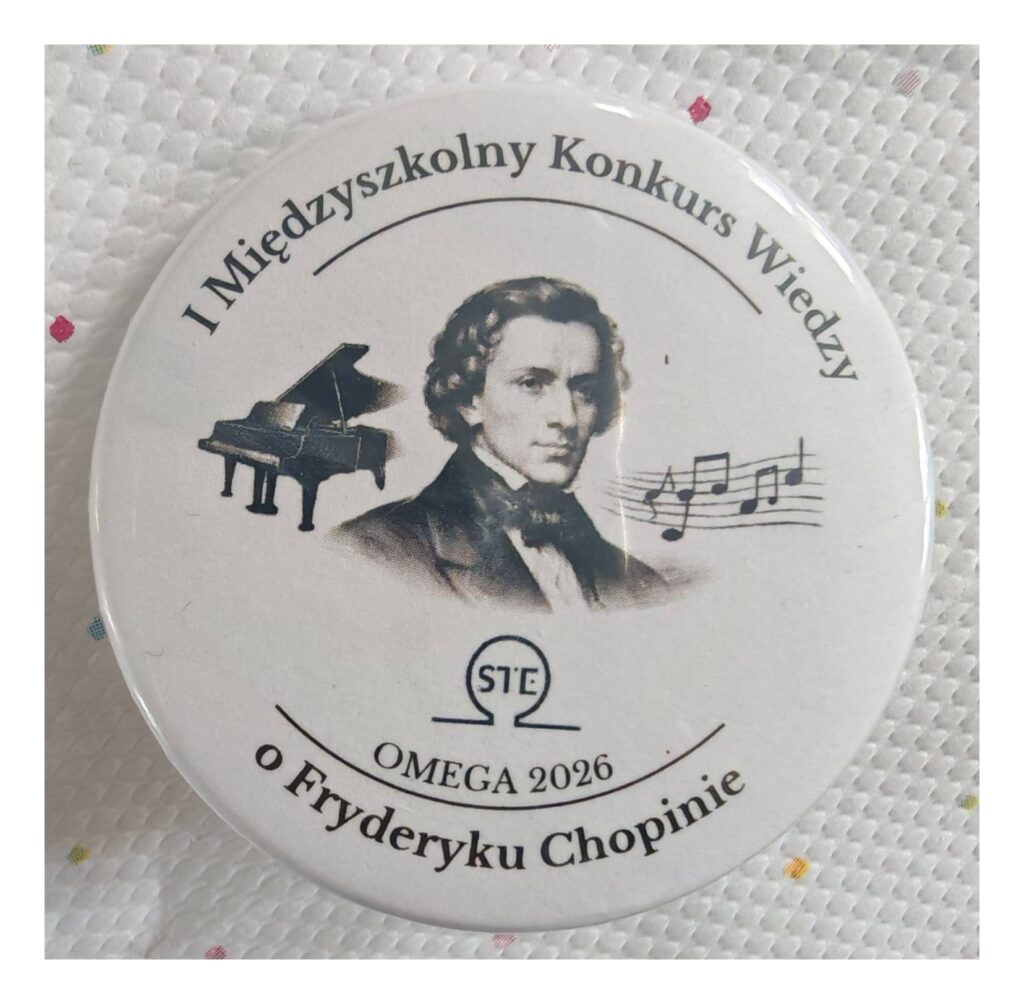 I Międzyszkolny Konkurs Wiedzy
STE
OMEGA 2026
o Fryderyku Chopinie